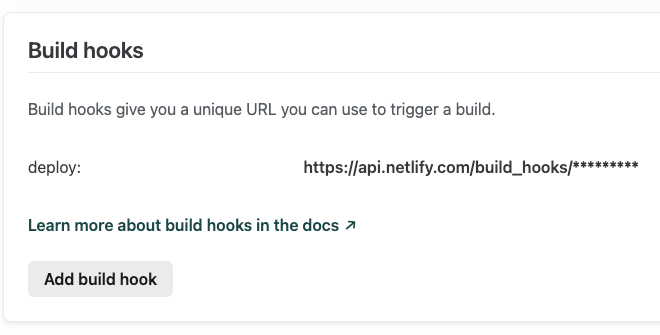 Build hooks
Build hooks give you a unique URL you can use to trigger a build.
deploy: https://api.netlify.com/build_hooks/*********
Learn more about build hooks in the docs ↗
Add build hook